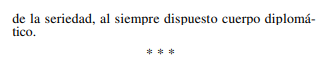 de la seriedad, al siempre dispuesto cuerpo diplomá-
tico.
* * *